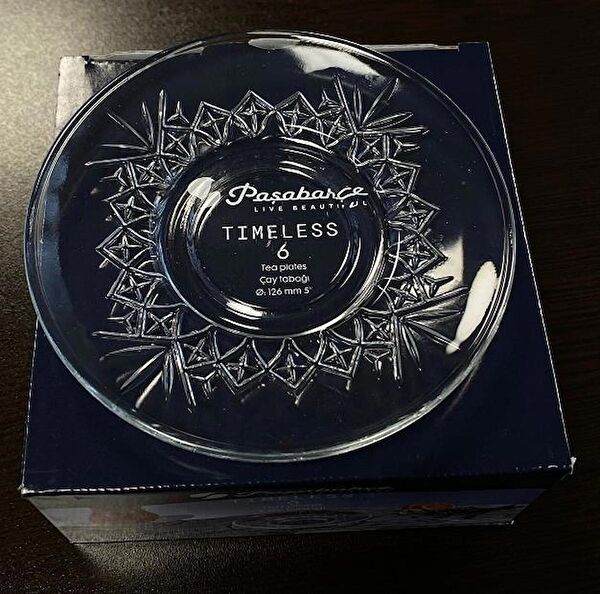 Paşabahçe
LIVE BEAUTIFUL
TIMELESS
6
Tea plates
Çay tabağı
Ø: 126 mm 5"